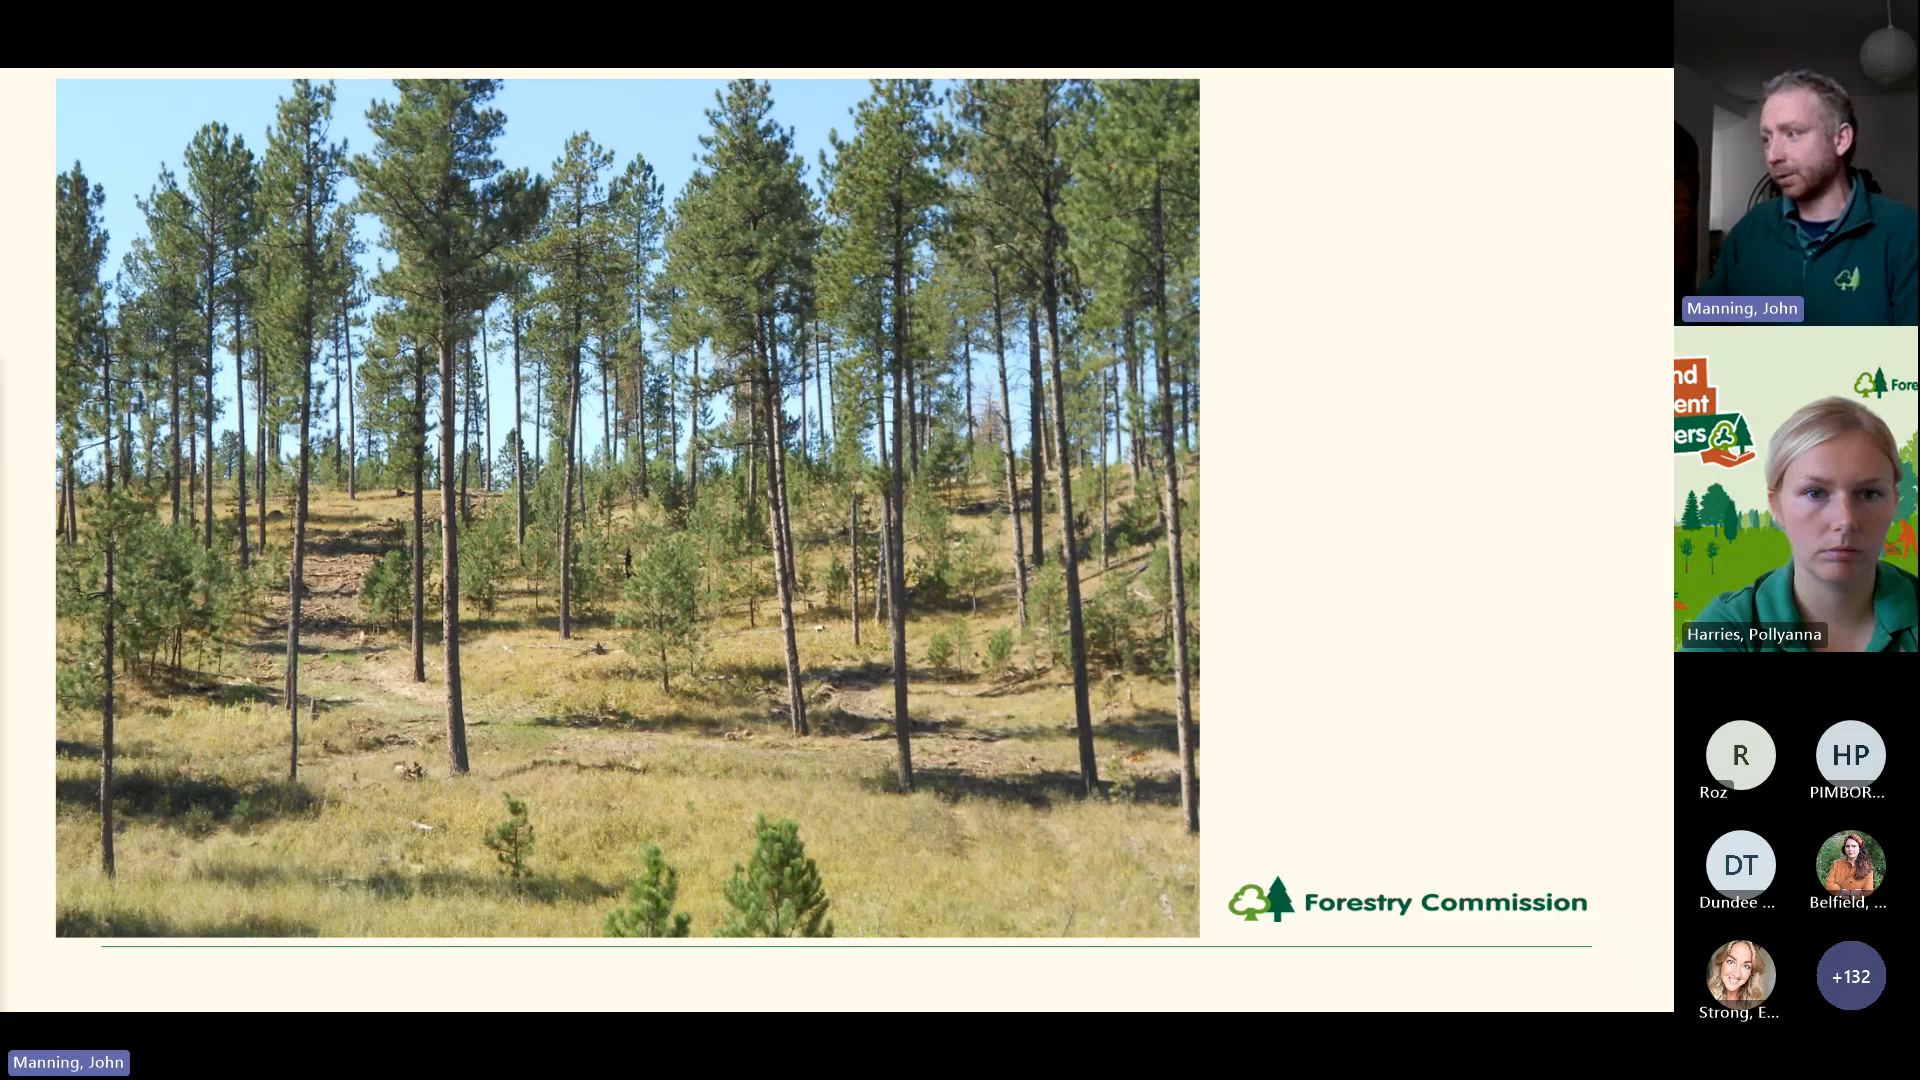 Forestry Commission
Manning, John
nd
ent
ers
Fore
Harries, Pollyanna
R
Roz
HP
PIMBOR...
DT
Dundee ...
Belfield, ...
Strong, E...
+132
Manning, John